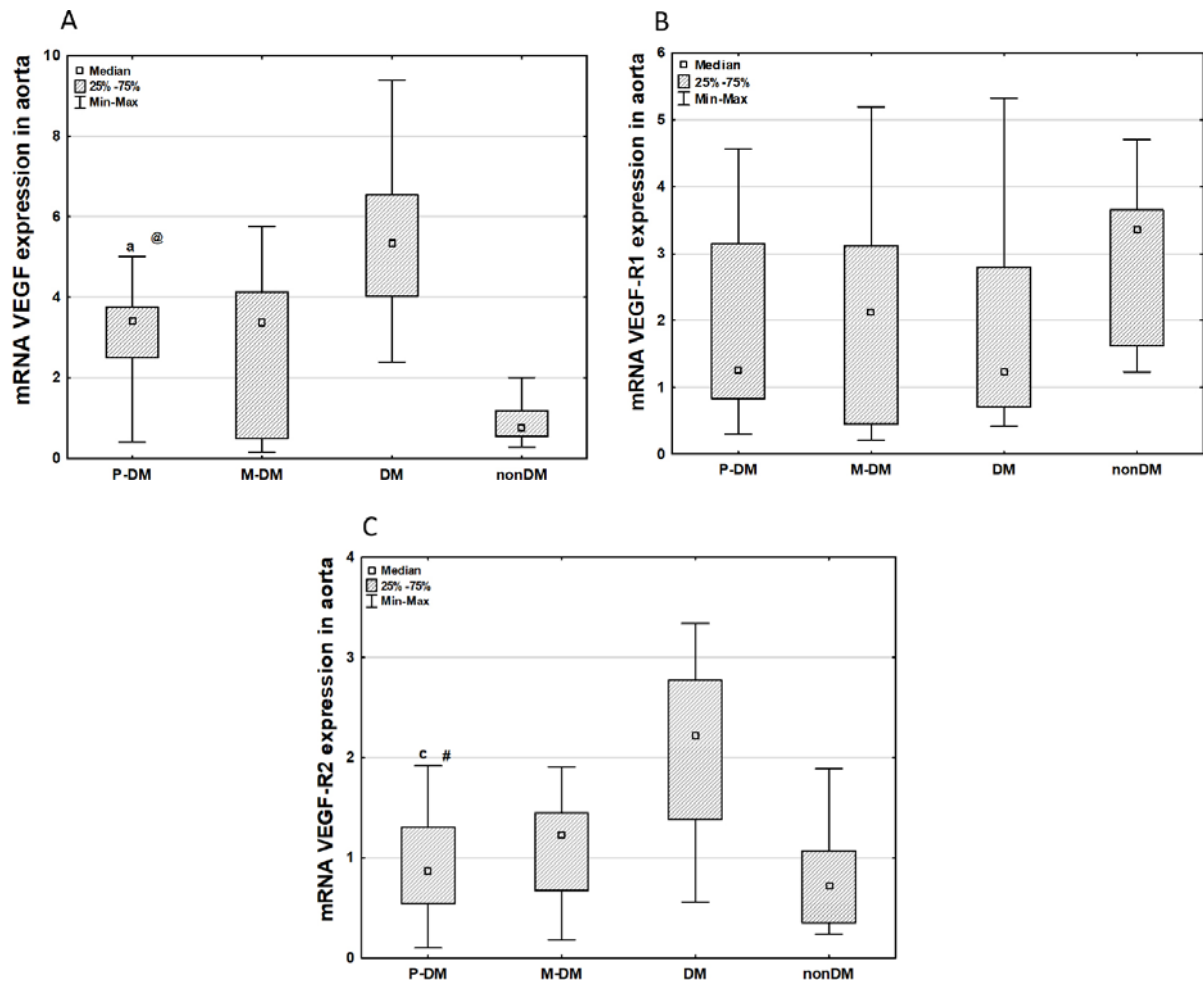 A
mRNA VEGF expression in aorta
10
8
6
4
2
0
Median
25% -75%
Min-Max
a @
P-DM M-DM DM nonDM
B
mRNA VEGF-R1 expression in aorta
6
5
4
3
2
1
0
Median
25% -75%
Min-Max
P-DM M-DM DM nonDM
C
mRNA VEGF-R2 expression in aorta
4
3
2
1
0
Median
25% -75%
Min-Max
c #
P-DM M-DM DM nonDM